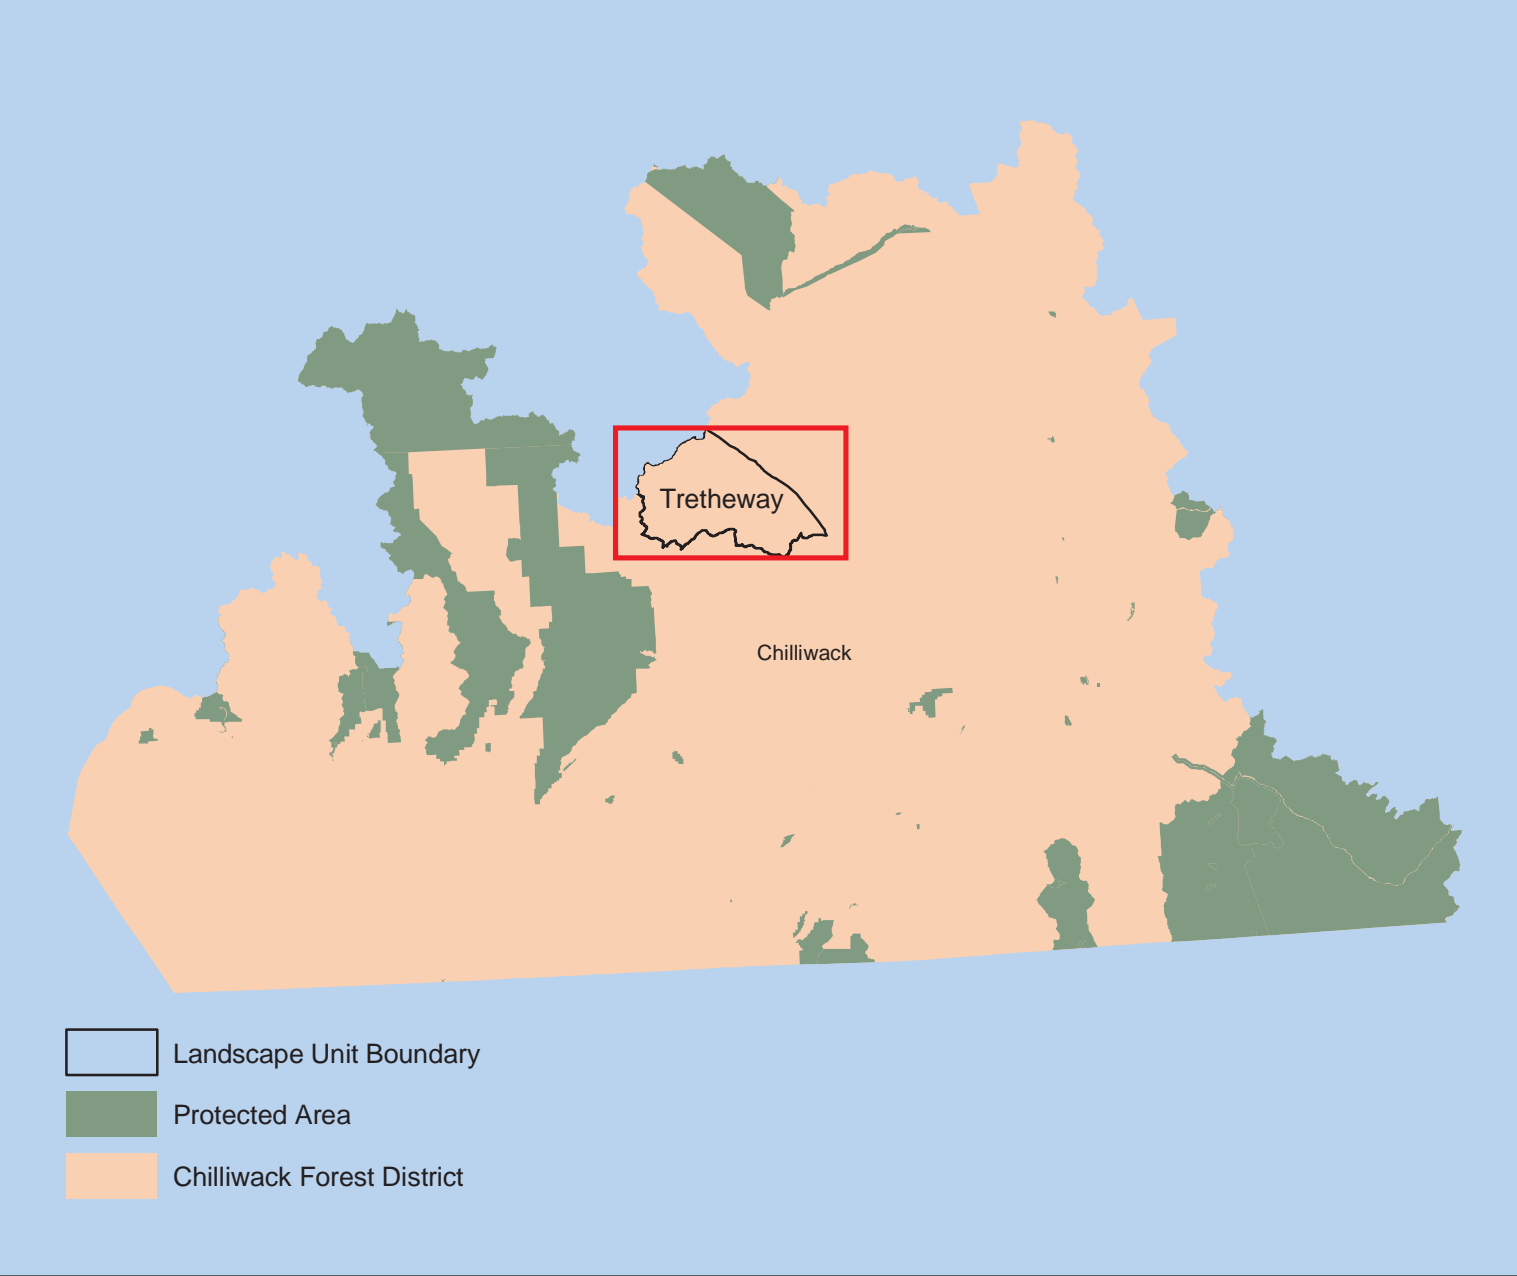 Tretheway
Chilliwack
Landscape Unit Boundary
Protected Area
Chilliwack Forest District